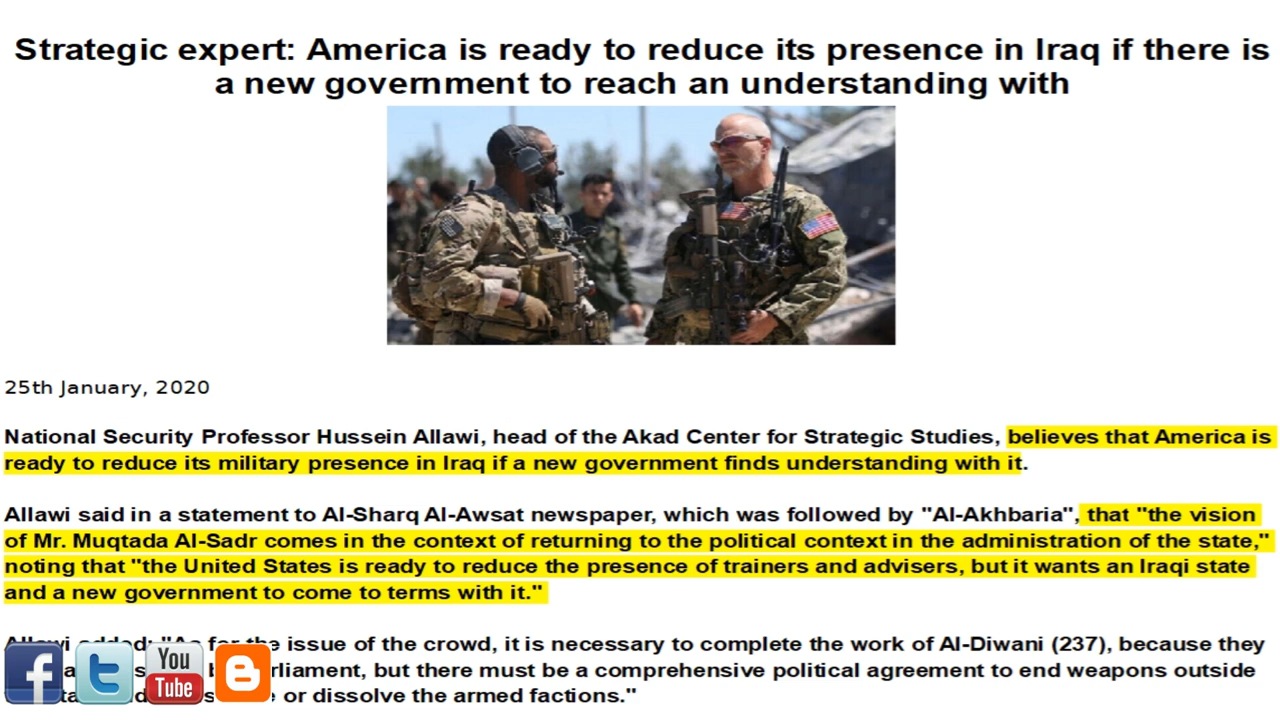 Strategic expert: America is ready to reduce its presence in Iraq if there is
a new government to reach an understanding with
25th January, 2020
National Security Professor Hussein Allawi, head of the Akad Center for Strategic Studies, believes that America is
ready to reduce its military presence in Iraq if a new government finds understanding with it.
Allawi said in a statement to Al-Sharq Al-Awsat newspaper, which was followed by "Al-Akhbaria", that "the vision
of Mr. Muqtada Al-Sadr comes in the context of returning to the political context in the administration of the state,"
noting that "the United States is ready to reduce the presence of trainers and advisers, but it wants an Iraqi state
and a new government to come to terms with it."
Allawi added: "As for the issue of the crowd, it is necessary to complete the work of Al-Diwani (237), because they
but there must be a comprehensive political agreement to end weapons outside
or dissolve the armed factions."
f t You Tube B